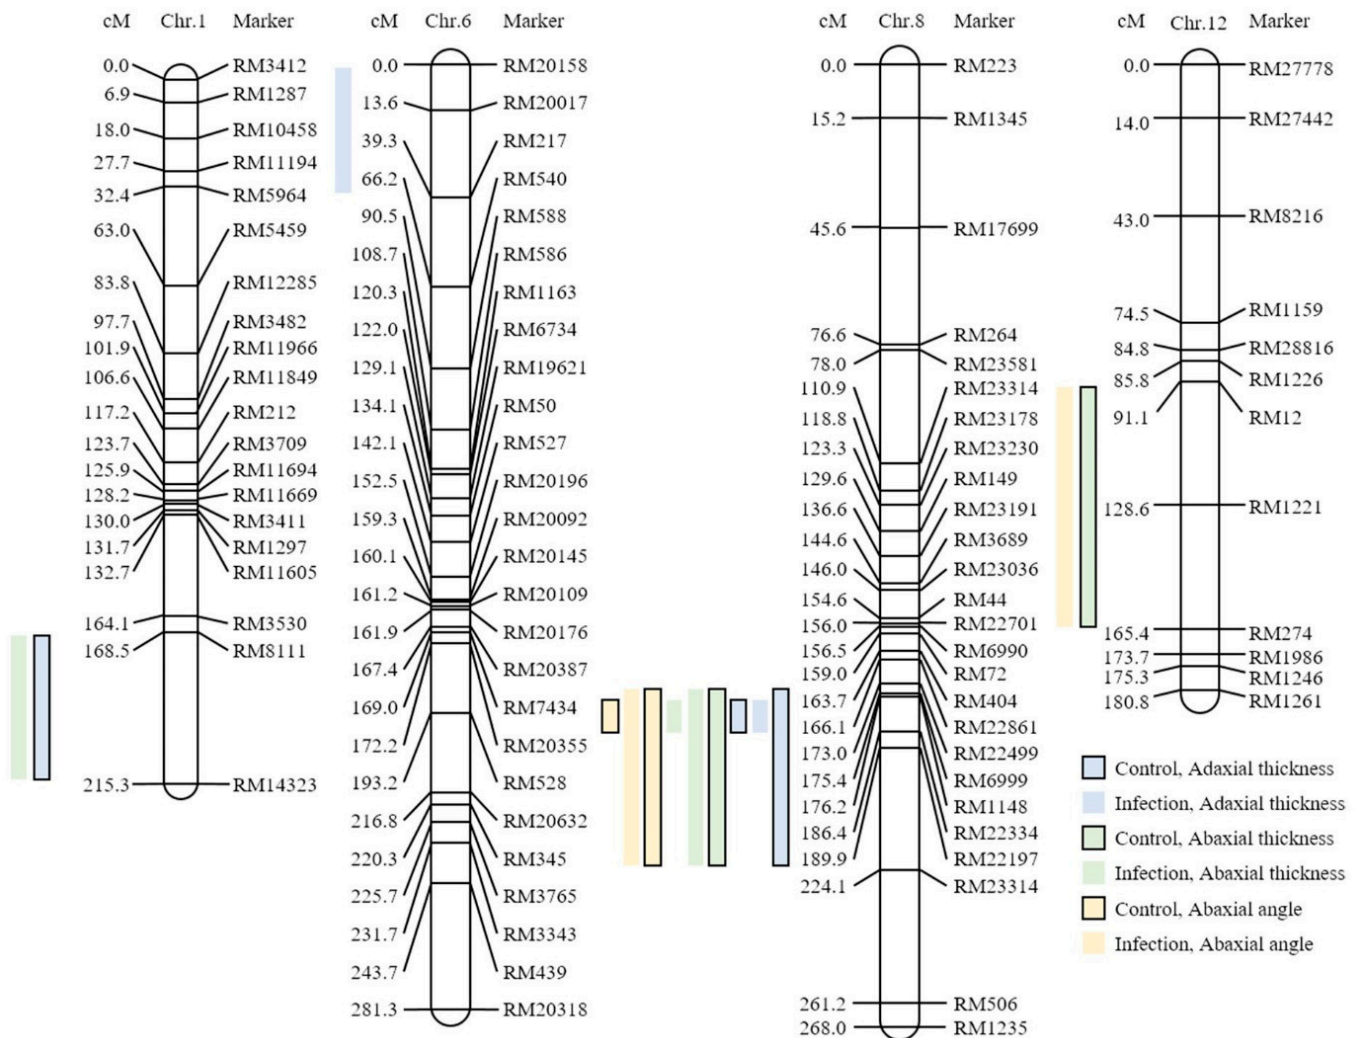 cM Chr.1 Marker
0.0 RM3412
6.9 RM1287
18.0 RM10458
27.7 RM11194
32.4 RM5964
63.0 RM5459
83.8 RM12285
97.7 RM3482
101.9 RM11966
106.6 RM11849
117.2 RM212
123.7 RM3709
125.9 RM11694
128.2 RM11669
130.0 RM3411
131.7 RM1297
132.7 RM11605
164.1 RM3530
168.5 RM8111
215.3 RM14323
cM Chr.6 Marker
0.0 RM20158
13.6 RM20017
39.3 RM217
66.2 RM540
90.5 RM588
108.7 RM586
120.3 RM1163
122.0 RM6734
129.1 RM19621
134.1 RM50
142.1 RM527
152.5 RM20196
159.3 RM20092
160.1 RM20145
161.2 RM20109
161.9 RM20176
167.4 RM20387
169.0 RM7434
172.2 RM20355
193.2 RM528
216.8 RM20632
220.3 RM345
225.7 RM3765
231.7 RM3343
243.7 RM439
281.3 RM20318
cM Chr.8 Marker
0.0 RM223
15.2 RM1345
45.6 RM17699
76.6 RM264
78.0 RM23581
110.9 RM23314
118.8 RM23178
123.3 RM23230
129.6 RM149
136.6 RM23191
144.6 RM3689
146.0 RM23036
154.6 RM44
156.0 RM22701
156.5 RM6990
159.0 RM72
163.7 RM404
166.1 RM22861
173.0 RM22499
175.4 RM6999
176.2 RM1148
186.4 RM22334
189.9 RM22197
224.1 RM23314
261.2 RM506
268.0 RM1235
cM Chr.12 Marker
0.0 RM27778
14.0 RM27442
43.0 RM8216
74.5 RM1159
84.8 RM28816
85.8 RM1226
91.1 RM12
128.6 RM1221
165.4 RM274
173.7 RM1986
175.3 RM1246
180.8 RM1261
Control, Adaxial thickness
Infection, Adaxial thickness
Control, Abaxial thickness
Infection, Abaxial thickness
Control, Abaxial angle
Infection, Abaxial angle